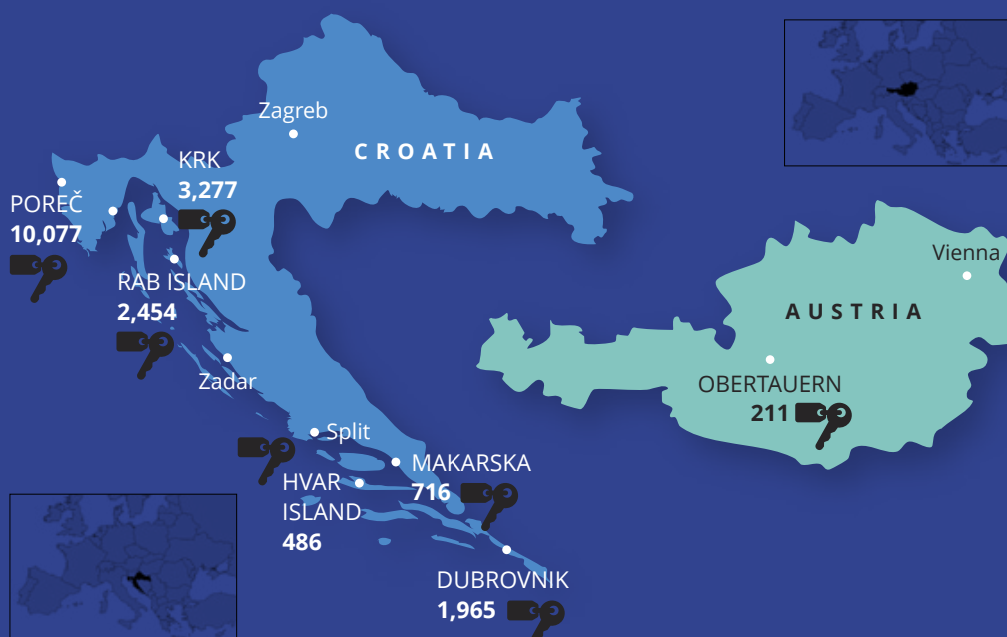 Zagreb
CROATIA
KRK
3,277
POREČ
10,077
RAB ISLAND
2,454
Zadar
Split
HVAR
ISLAND
486
MAKARSKA
716
DUBROVNIK
1,965
Vienna
AUSTRIA
OBERTAUERN
211